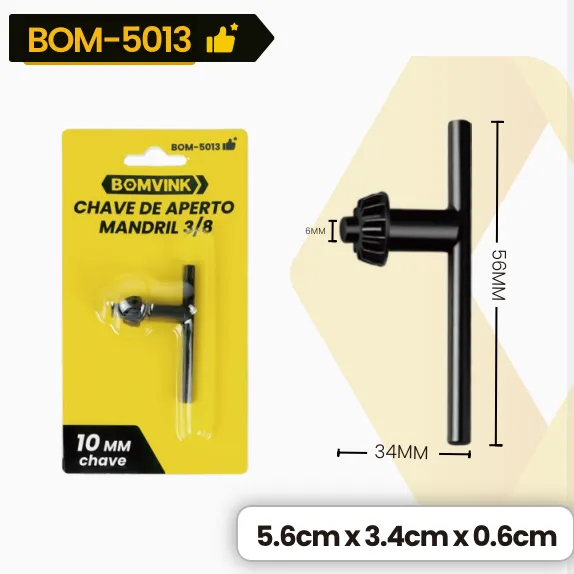 BOM-5013
BOM-5013
BOMVINK
CHAVE DE APERTO
MANDRIL 3/8
10 MM
chave
6MM
56MM
34MM
5.6cm x 3.4cm x 0.6cm